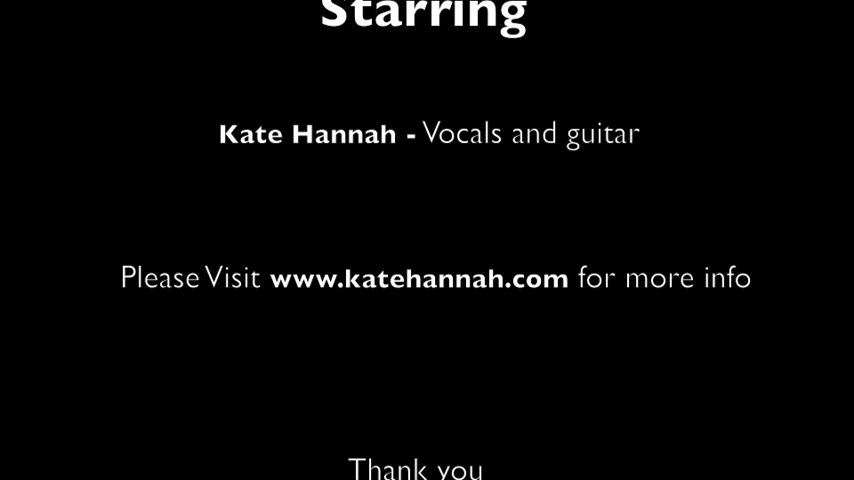 Starring
Kate Hannah - Vocals and guitar
Please Visit www.katehannah.com for more info
Thank you